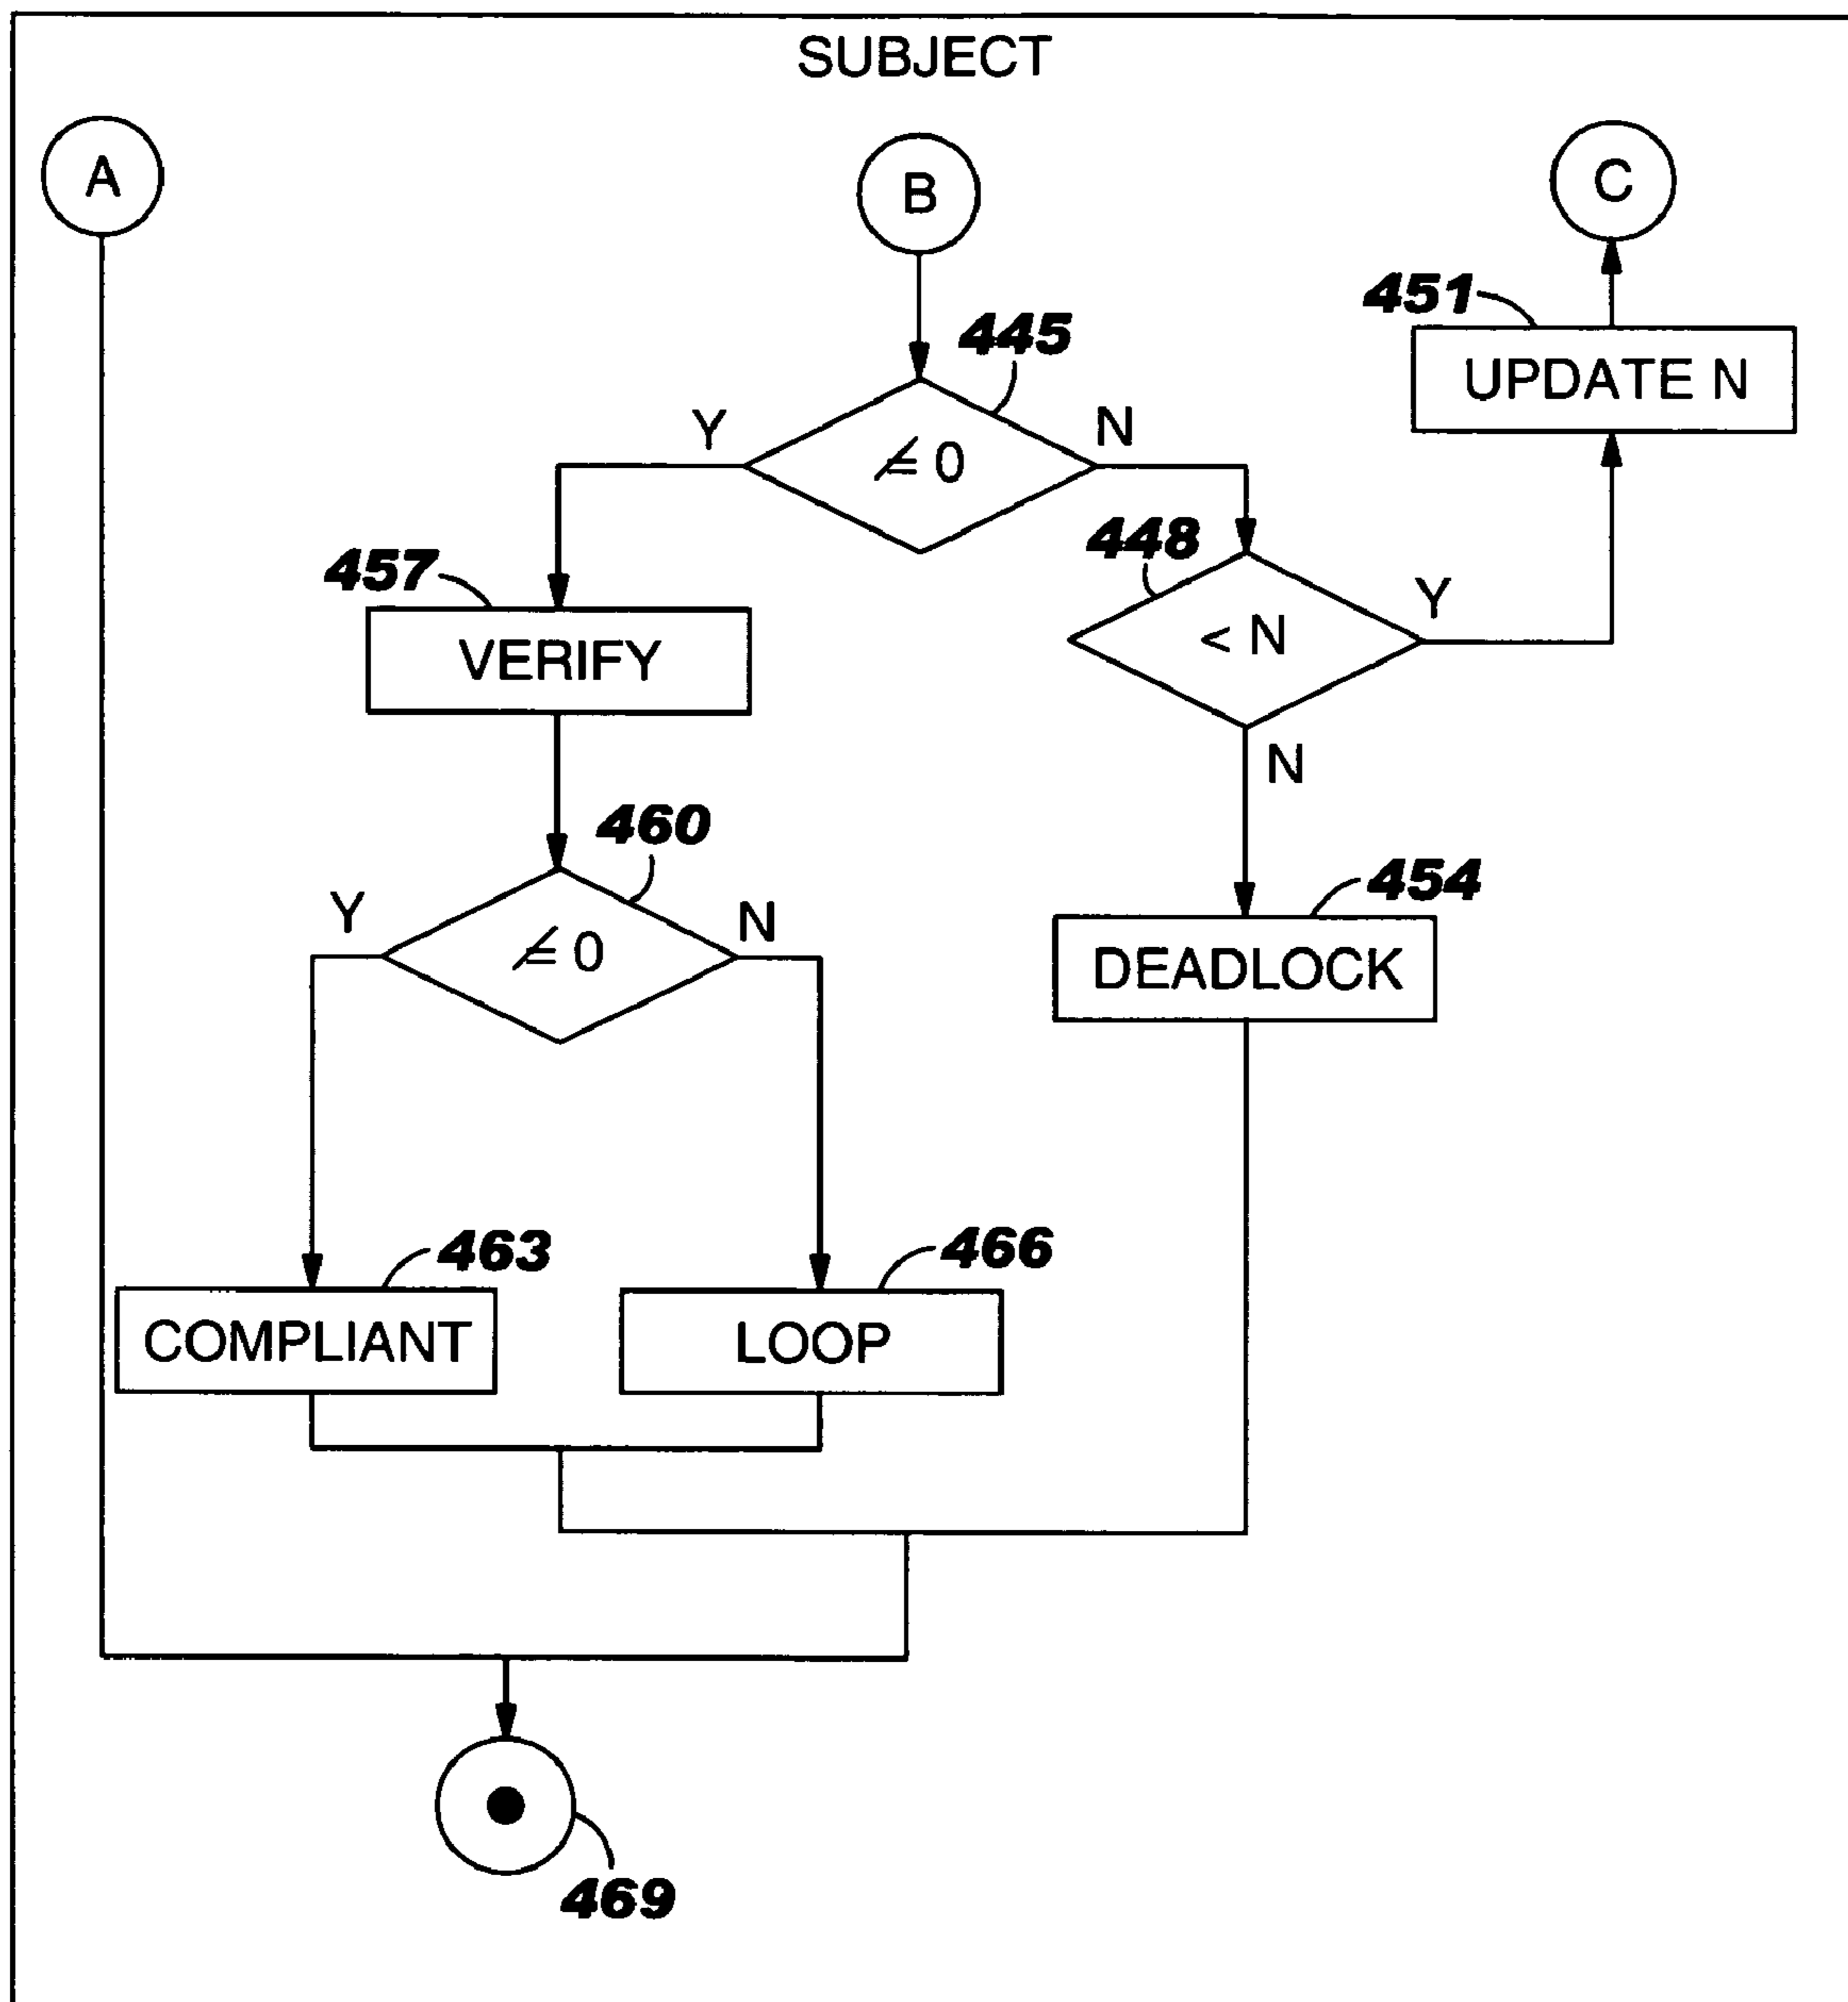 SUBJECT
A
B
C
451
UPDATE N
445
Y
≠ 0
N
448
< N
Y
N
457
VERIFY
460
Y
≠ 0
N
454
DEADLOCK
463
COMPLIANT
466
LOOP
469